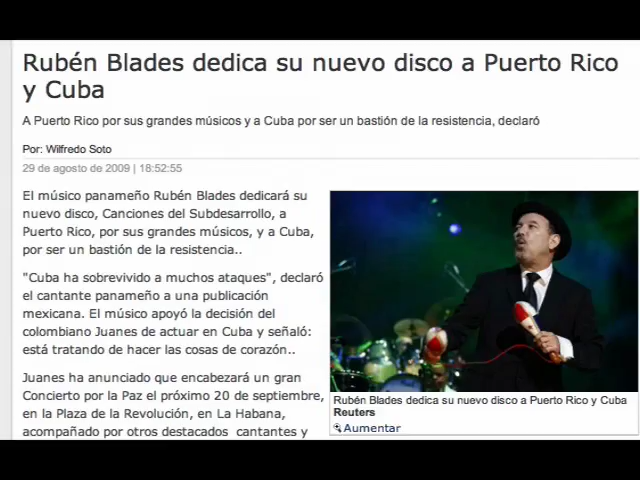 Rubén Blades dedica su nuevo disco a Puerto Rico
y Cuba
A Puerto Rico por sus grandes músicos y a Cuba por ser un bastión de la resistencia, declaró
Por: Wilfredo Soto
29 de agosto de 2009 | 18:52:55
El músico panameño Rubén Blades dedicará su
nuevo disco, Canciones del Subdesarrollo, a
Puerto Rico, por sus grandes músicos, y a Cuba,
por ser un bastión de la resistencia..
"Cuba ha sobrevivido a muchos ataques", declaró
el cantante panameño a una publicación
mexicana. El músico apoyó la decisión del
colombiano Juanes de actuar en Cuba y señaló:
está tratando de hacer las cosas de corazón..
Juanes ha anunciado que encabezará un gran
Concierto por la Paz el próximo 20 de septiembre,
en la Plaza de la Revolución, en La Habana,
acompañado por otros destacados cantantes y
Rubén Blades dedica su nuevo disco a Puerto Rico y Cuba
Reuters
Aumentar